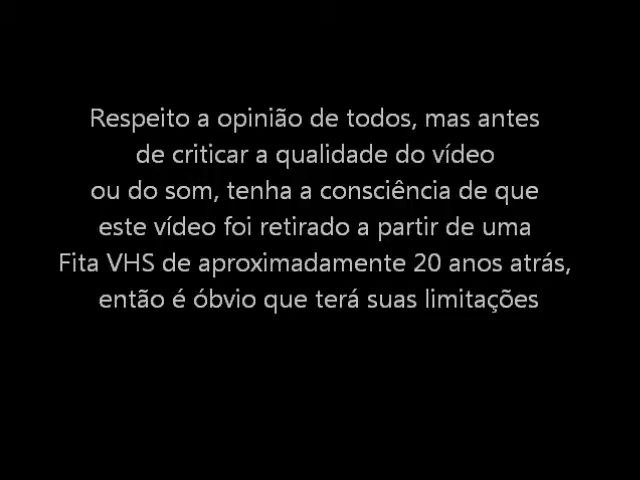 Respeito a opinião de todos, mas antes
de criticar a qualidade do vídeo
ou do som, tenha a consciência de que
este vídeo foi retirado a partir de uma
Fita VHS de aproximadamente 20 anos atrás,
então é óbvio que terá suas limitações